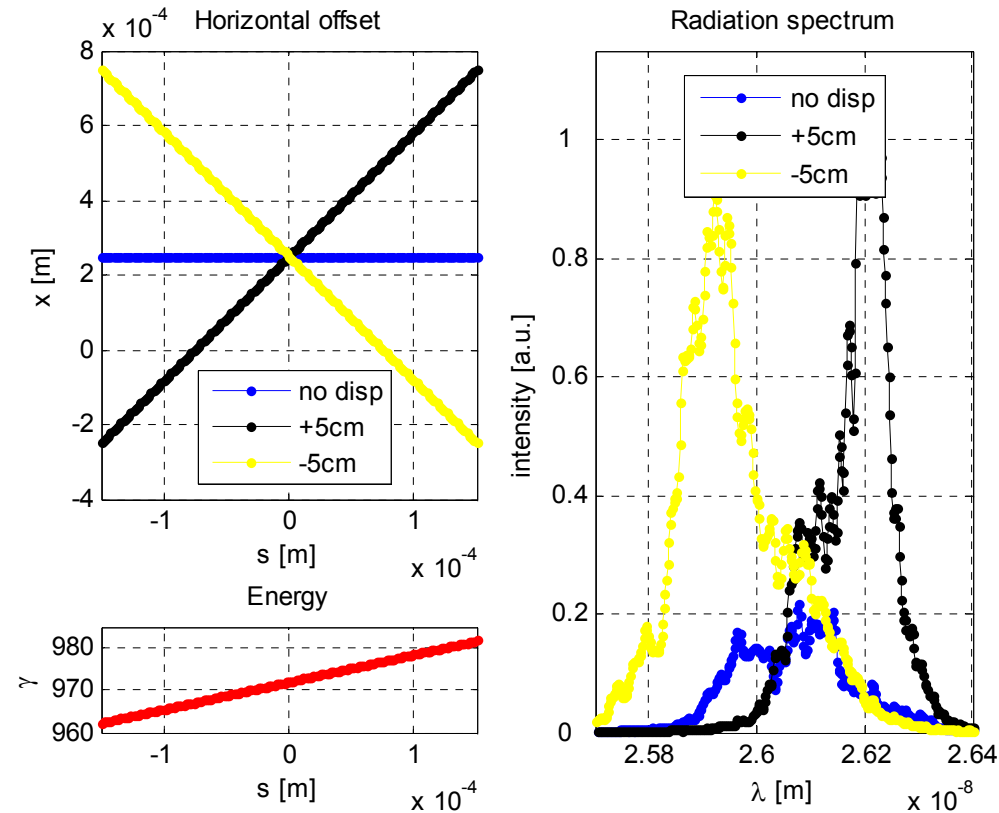 x 10^-4
Horizontal offset
8
6
4
2
0
-2
-4
x [m]
no disp
+5cm
-5cm
-1
0
1
s [m]
x 10^-4
Energy
980
970
960
γ
-1
0
1
s [m]
x 10^-4
Radiation spectrum
no disp
+5cm
-5cm
1
0.8
0.6
0.4
0.2
0
intensity [a.u.]
2.58
2.6
2.62
2.64
λ [m]
x 10^-8